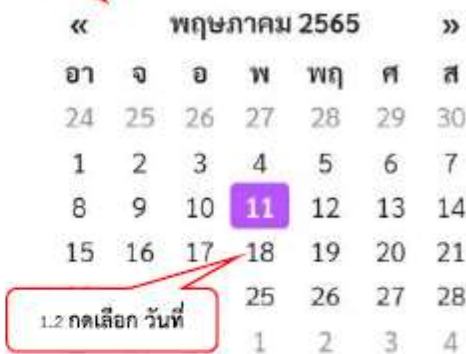 « พฤษภาคม 2565 »
อา จ อ พ พฤ ศ ส
24 25 26 27 28 29 30
1 2 3 4 5 6 7
8 9 10 11 12 13 14
15 16 17 18 19 20 21
25 26 27 28
1.2 กดเลือก วันที่
1 2 3 4